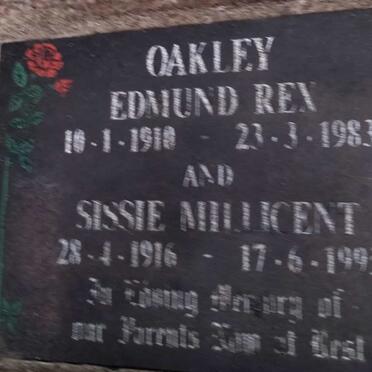 OAKLEY
EDMUND REX
10-1-1910 - 23-3-1983
AND
SISSIE MILLICENT
28-4-1916 - 17-6-199
In Loving Memory of
our Parents Now at Rest